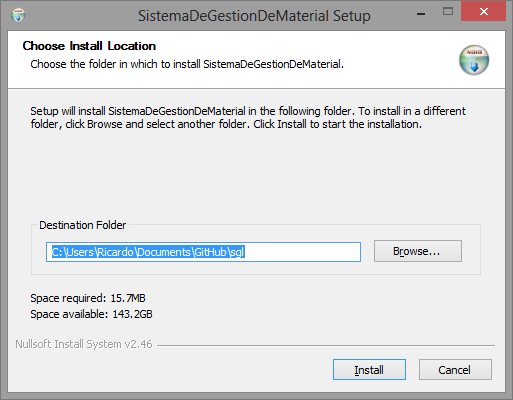 SistemaDeGestionDeMaterial Setup
Choose Install Location
Choose the folder in which to install SistemaDeGestionDeMaterial.
Setup will install SistemaDeGestionDeMaterial in the following folder. To install in a different
folder, click Browse and select another folder. Click Install to start the installation.
Destination Folder
C:\Users\Ricardo\Documents\GitHub\sgl
Browse...
Space required: 15.7MB
Space available: 143.2GB
Nullsoft Install System v2.46
Install
Cancel